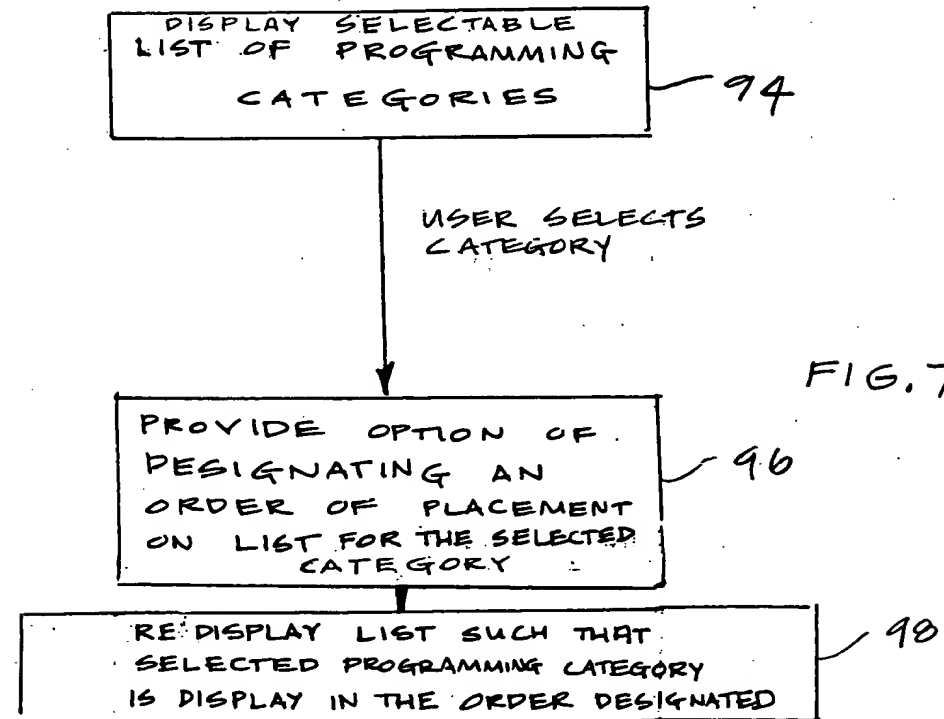 DISPLAY SELECTABLE
LIST OF PROGRAMMING
CATEGORIES
94
USER SELECTS
CATEGORY
FIG. 7
PROVIDE OPTION OF
DESIGNATING AN
ORDER OF PLACEMENT
ON LIST FOR THE SELECTED
CATEGORY
96
RE DISPLAY LIST SUCH THAT
SELECTED PROGRAMMING CATEGORY
IS DISPLAY IN THE ORDER DESIGNATED
98